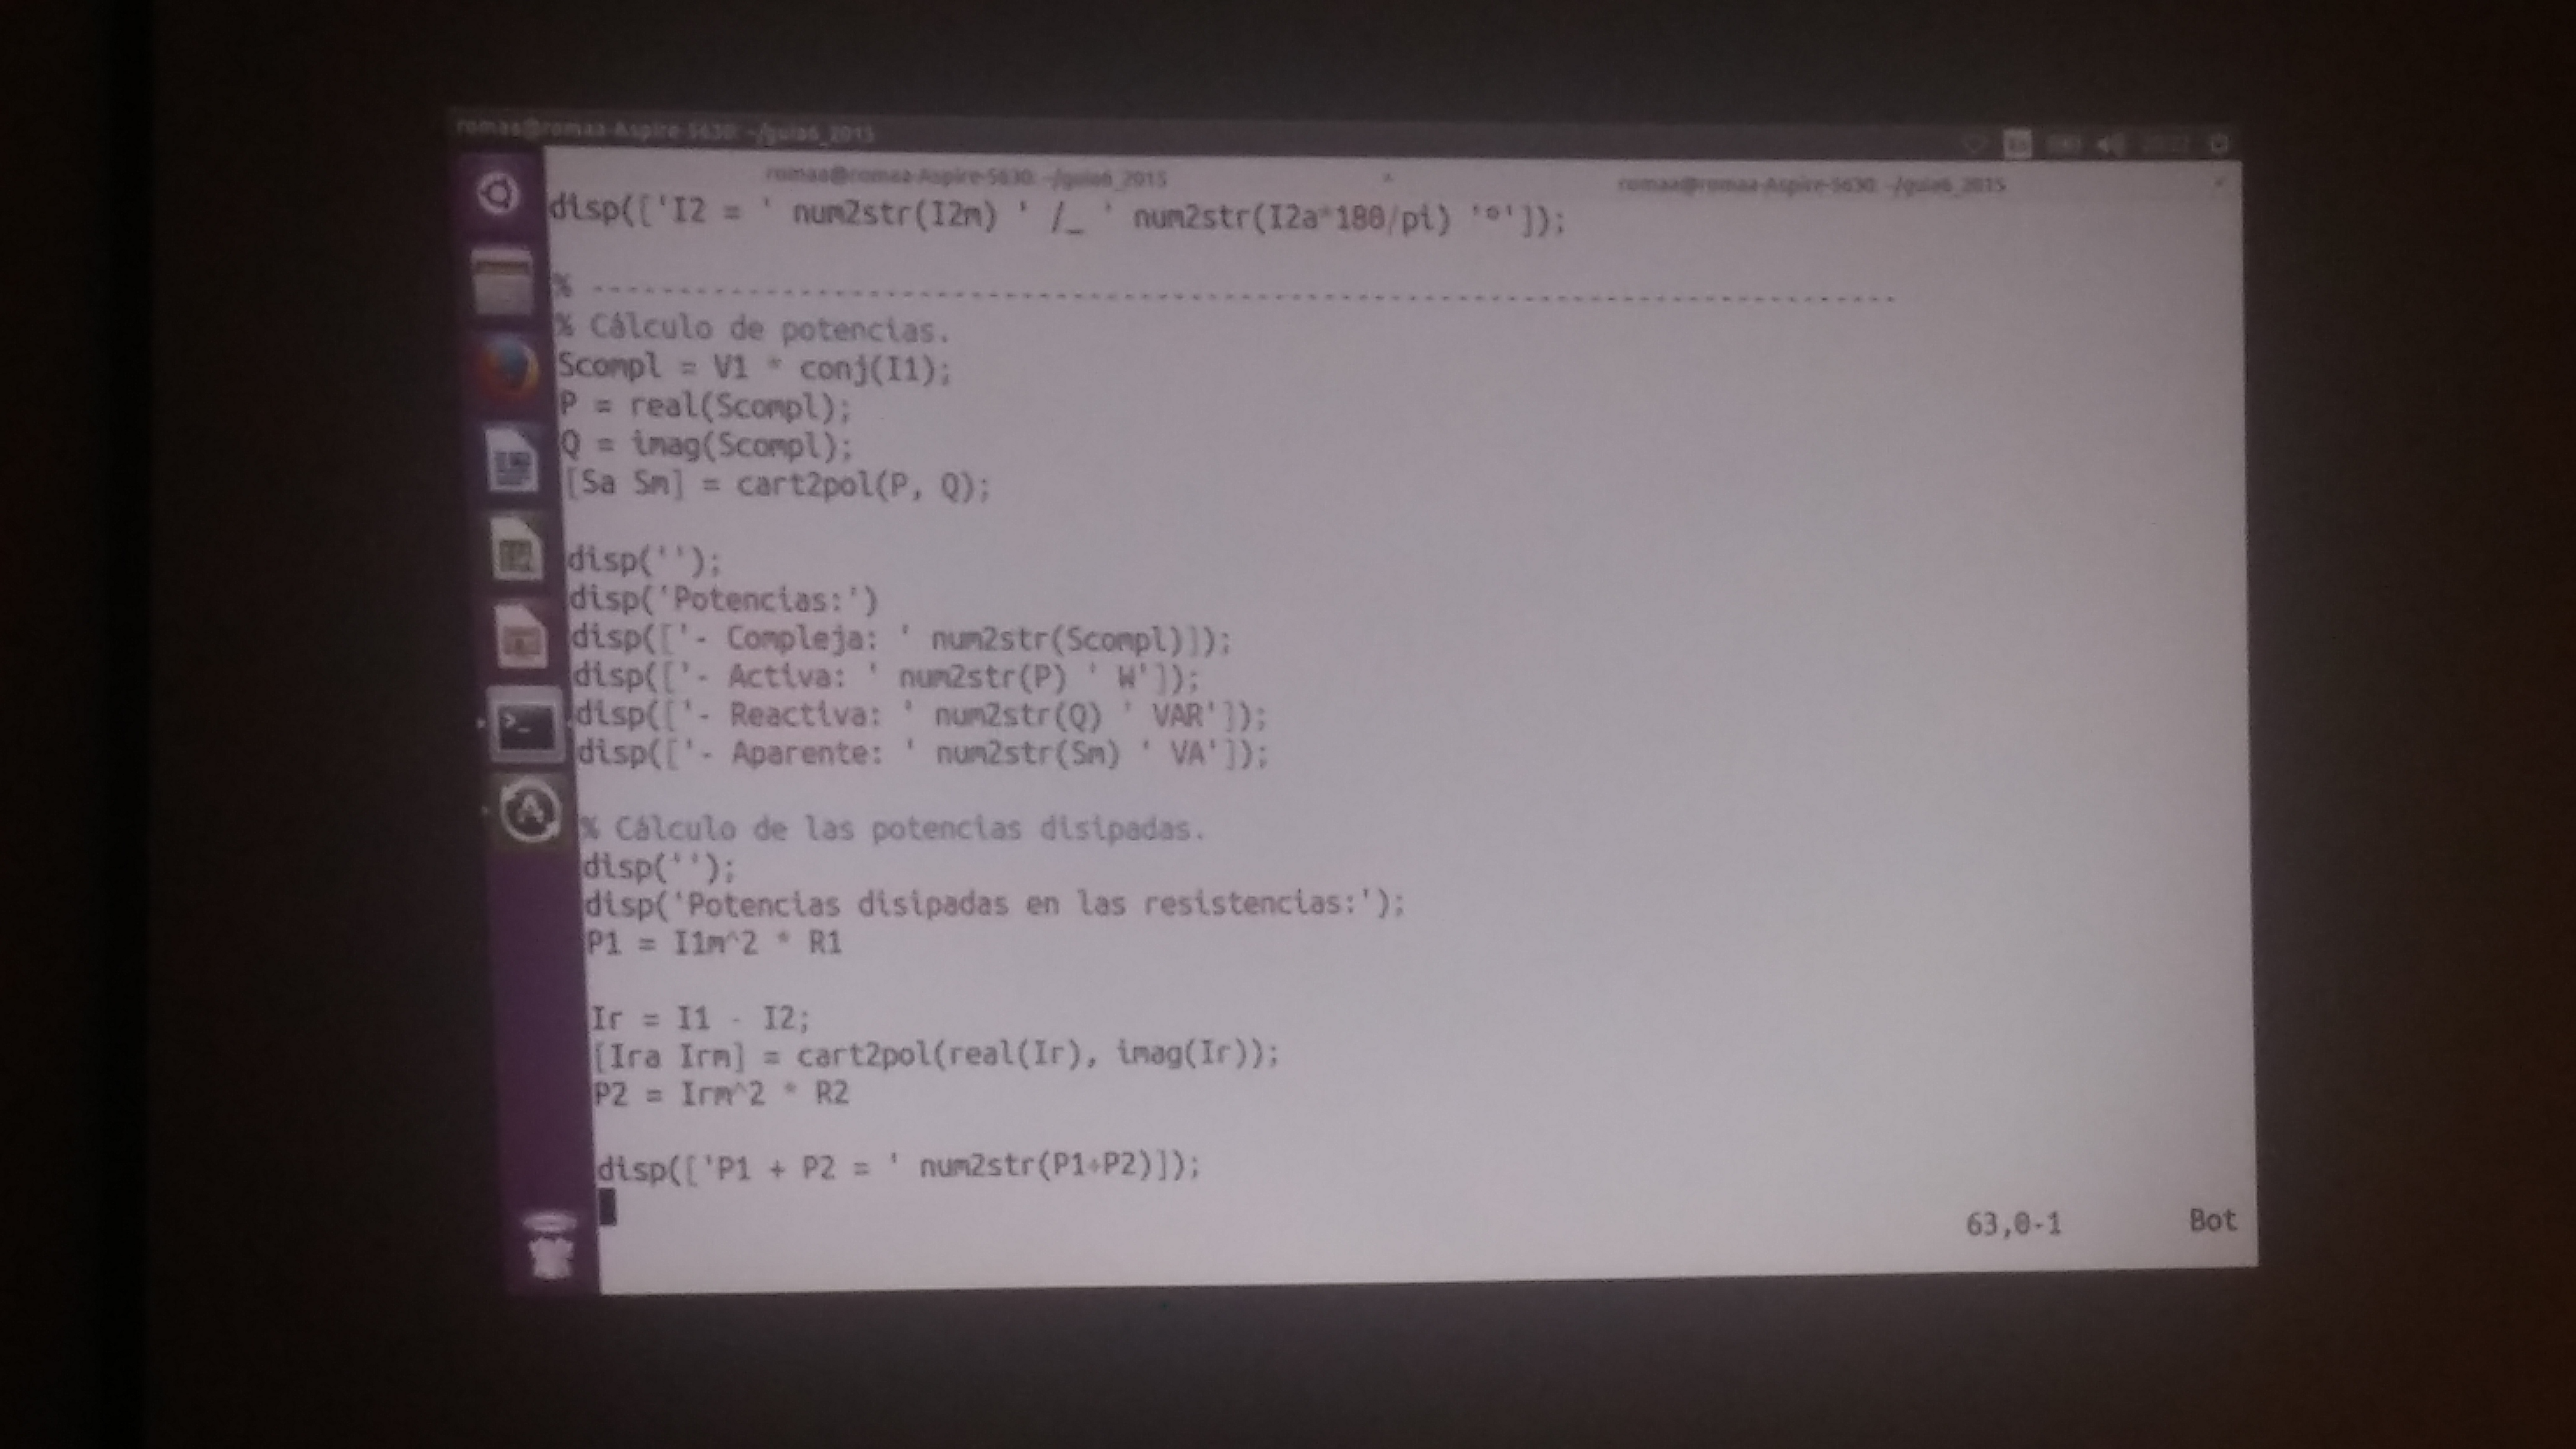 romaa@romaa-Aspire-5630: ~/guia6_2015
romaa@romaa-Aspire-5630: ~/guia6_2015
romaa@romaa-Aspire-5630: ~/guia6_2015
disp(['I2 = ' num2str(I2m) ' /_ ' num2str(I2a*180/pi) '°']);
% --------------------------------------------------------------------------
% Cálculo de potencias.
Scompl = V1 * conj(I1);
P = real(Scompl);
Q = imag(Scompl);
[Sa Sm] = cart2pol(P, Q);
disp('');
disp('Potencias:')
disp(['- Compleja: ' num2str(Scompl)]);
disp(['- Activa: ' num2str(P) ' W']);
disp(['- Reactiva: ' num2str(Q) ' VAR']);
disp(['- Aparente: ' num2str(Sm) ' VA']);
% Cálculo de las potencias disipadas.
disp('');
disp('Potencias disipadas en las resistencias:');
P1 = I1m^2 * R1
Ir = I1 - I2;
[Ira Irm] = cart2pol(real(Ir), imag(Ir));
P2 = Irm^2 * R2
disp(['P1 + P2 = ' num2str(P1+P2)]);
63,0-1 Bot